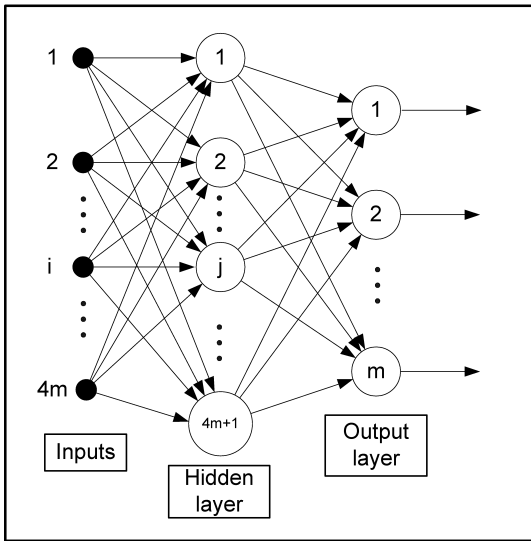 1
2
i
4m
1
2
j
4m+1
1
2
m
Inputs
Hidden
layer
Output
layer